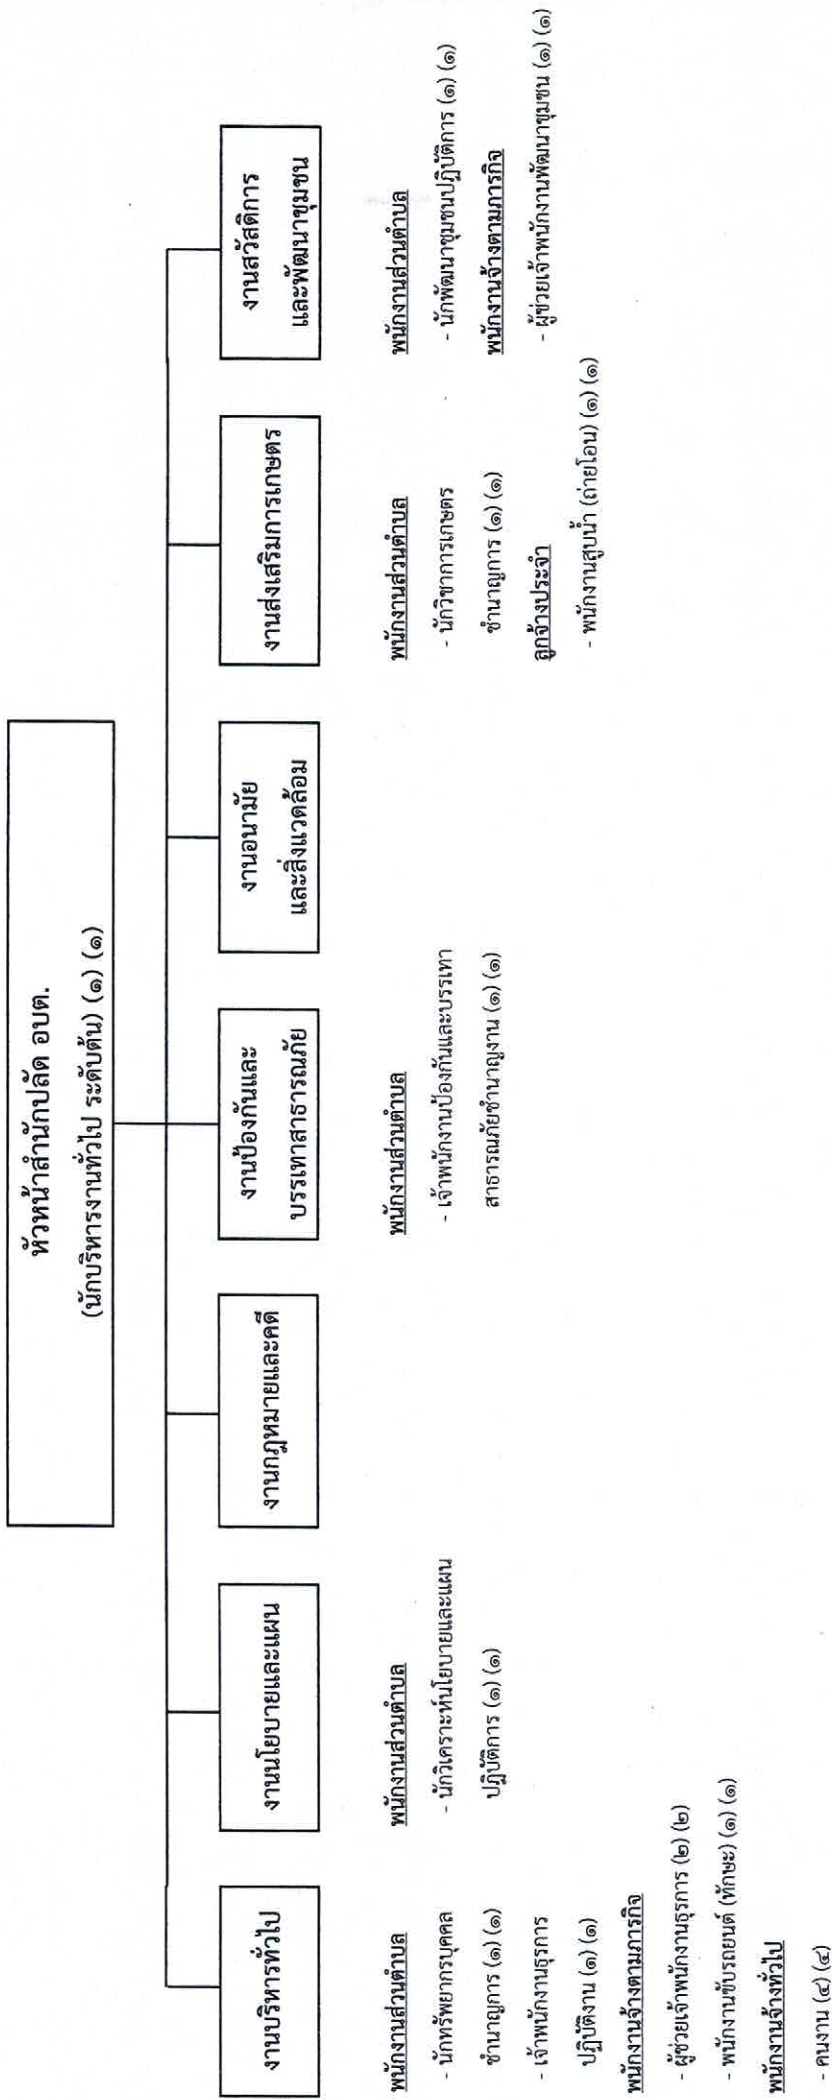 หัวหน้าสำนักปลัด อบต.
(นักบริหารงานทั่วไป ระดับต้น) (๑) (๑)
งานบริหารทั่วไป
พนักงานส่วนตำบล
- นักทรัพยากรบุคคล
ชำนาญการ (๑) (๑)
- เจ้าพนักงานธุรการ
ปฏิบัติงาน (๑) (๑)
พนักงานจ้างตามภารกิจ
- ผู้ช่วยเจ้าพนักงานธุรการ (๒) (๒)
- พนักงานขับรถยนต์ (ทักษะ) (๑) (๑)
พนักงานจ้างทั่วไป
- คนงาน (๔) (๔)
งานนโยบายและแผน
พนักงานส่วนตำบล
- นักวิเคราะห์นโยบายและแผน
ปฏิบัติการ (๑) (๑)
งานกฎหมายและคดี
งานป้องกันและ
บรรเทาสาธารณภัย
พนักงานส่วนตำบล
- เจ้าพนักงานป้องกันและบรรเทา
สาธารณภัยชำนาญงาน (๑) (๑)
งานอนามัย
และสิ่งแวดล้อม
งานส่งเสริมการเกษตร
พนักงานส่วนตำบล
- นักวิชาการเกษตร
ชำนาญการ (๑) (๑)
ลูกจ้างประจำ
- พนักงานสูบน้ำ (ถ่ายโอน) (๑) (๑)
งานสวัสดิการ
และพัฒนาชุมชน
พนักงานส่วนตำบล
- นักพัฒนาชุมชนปฏิบัติการ (๑) (๑)
พนักงานจ้างตามภารกิจ
- ผู้ช่วยเจ้าพนักงานพัฒนาชุมชน (๑) (๑)